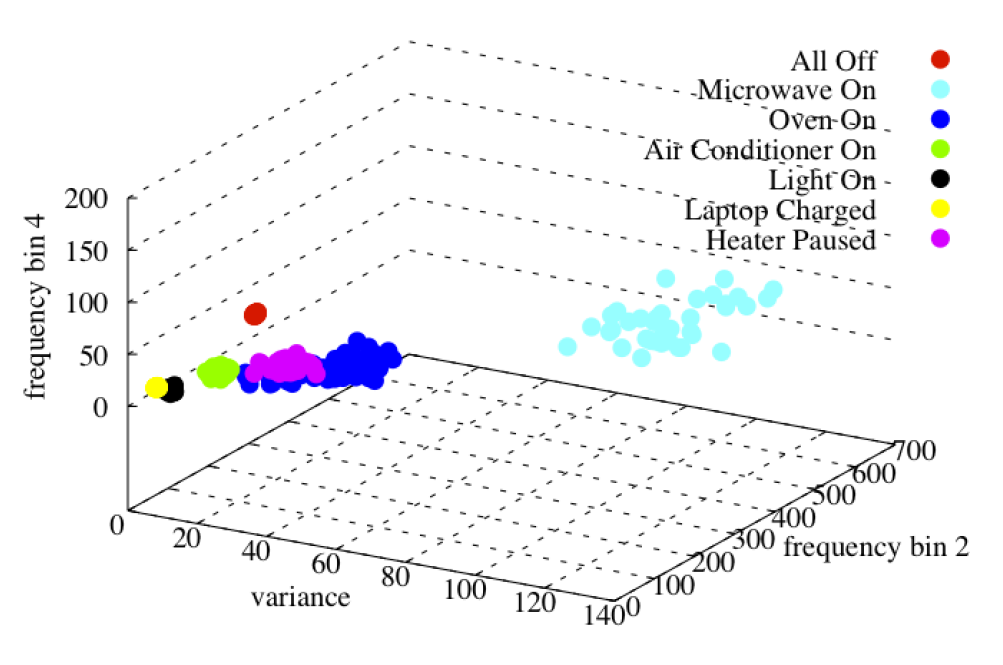 All Off
Microwave On
Oven On
Air Conditioner On
Light On
Laptop Charged
Heater Paused
frequency bin 4
200
150
100
50
0
0
20
40
60
80
100
120
140
variance
0
100
200
300
400
500
600
700
frequency bin 2